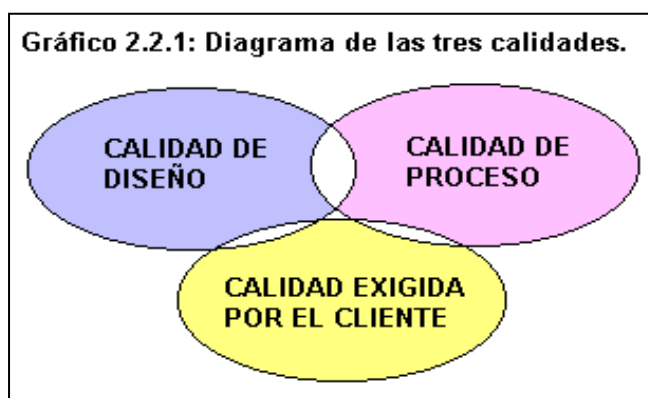 Gráfico 2.2.1: Diagrama de las tres calidades.
CALIDAD DE
DISEÑO
CALIDAD DE
PROCESO
CALIDAD EXIGIDA
POR EL CLIENTE